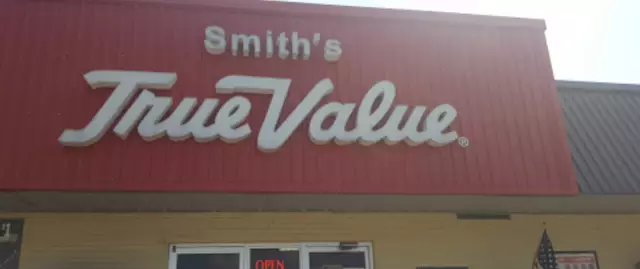 Smith's
True Value®
OPEN